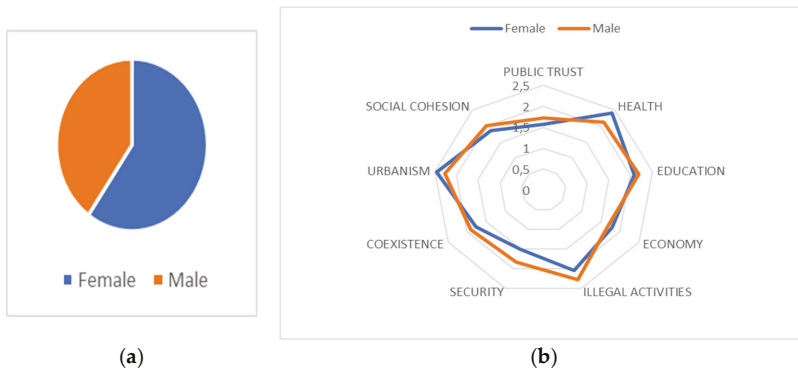 Female Male
(a)
Female Male
PUBLIC TRUST
HEALTH
EDUCATION
ECONOMY
ILLEGAL ACTIVITIES
SECURITY
COEXISTENCE
URBANISM
SOCIAL COHESION
2,5
2
1,5
1
0,5
0
(b)